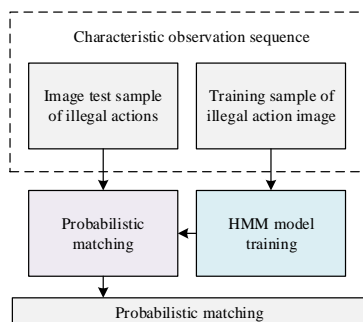 Characteristic observation sequence
Image test sample
of illegal actions
Training sample of
illegal action image
Probabilistic
matching
HMM model
training
Probabilistic matching